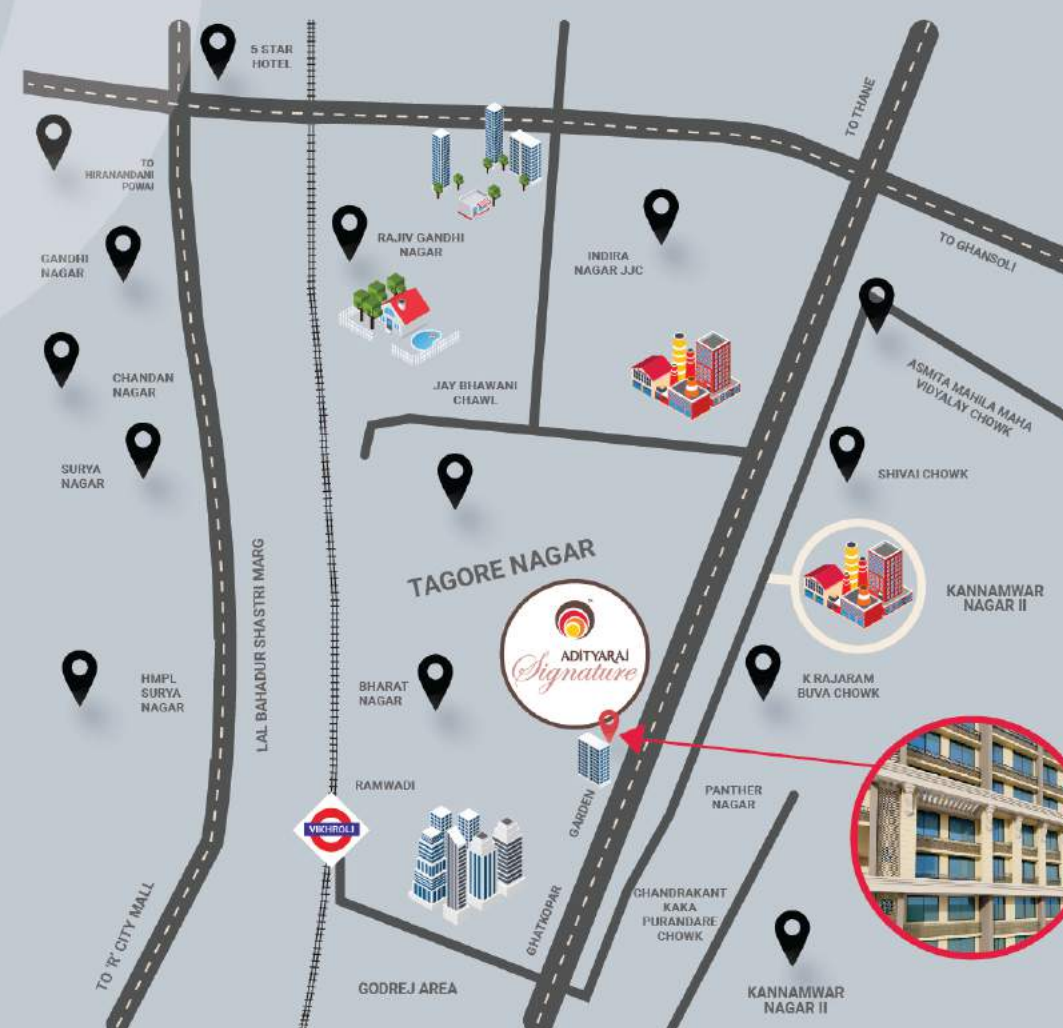 5 STAR
HOTEL
TO THANE
TO
HIRANANDANI
POWAI
GANDHI
NAGAR
RAJIV GANDHI
NAGAR
INDIRA
NAGAR JJC
TO GHANSOLI
CHANDAN
NAGAR
JAY BHAWANI
CHAWL
ASMITA MAHILA MAHA
VIDYALAY CHOWK
SURYA
NAGAR
SHIVAI CHOWK
TAGORE NAGAR
KANNAMWAR
NAGAR II
LAL BAHADUR SHASTRI MARG
ADITYARAJ
Signature
HMPL
SURYA
NAGAR
BHARAT
NAGAR
K RAJARAM
BUVA CHOWK
RAMWADI
PANTHER
NAGAR
GARDEN
VIKHROLI
TO 'R' CITY MALL
GHATKOPAR
CHANDRAKANT
KAKA
PURANDARE
CHOWK
GODREJ AREA
KANNAMWAR
NAGAR II